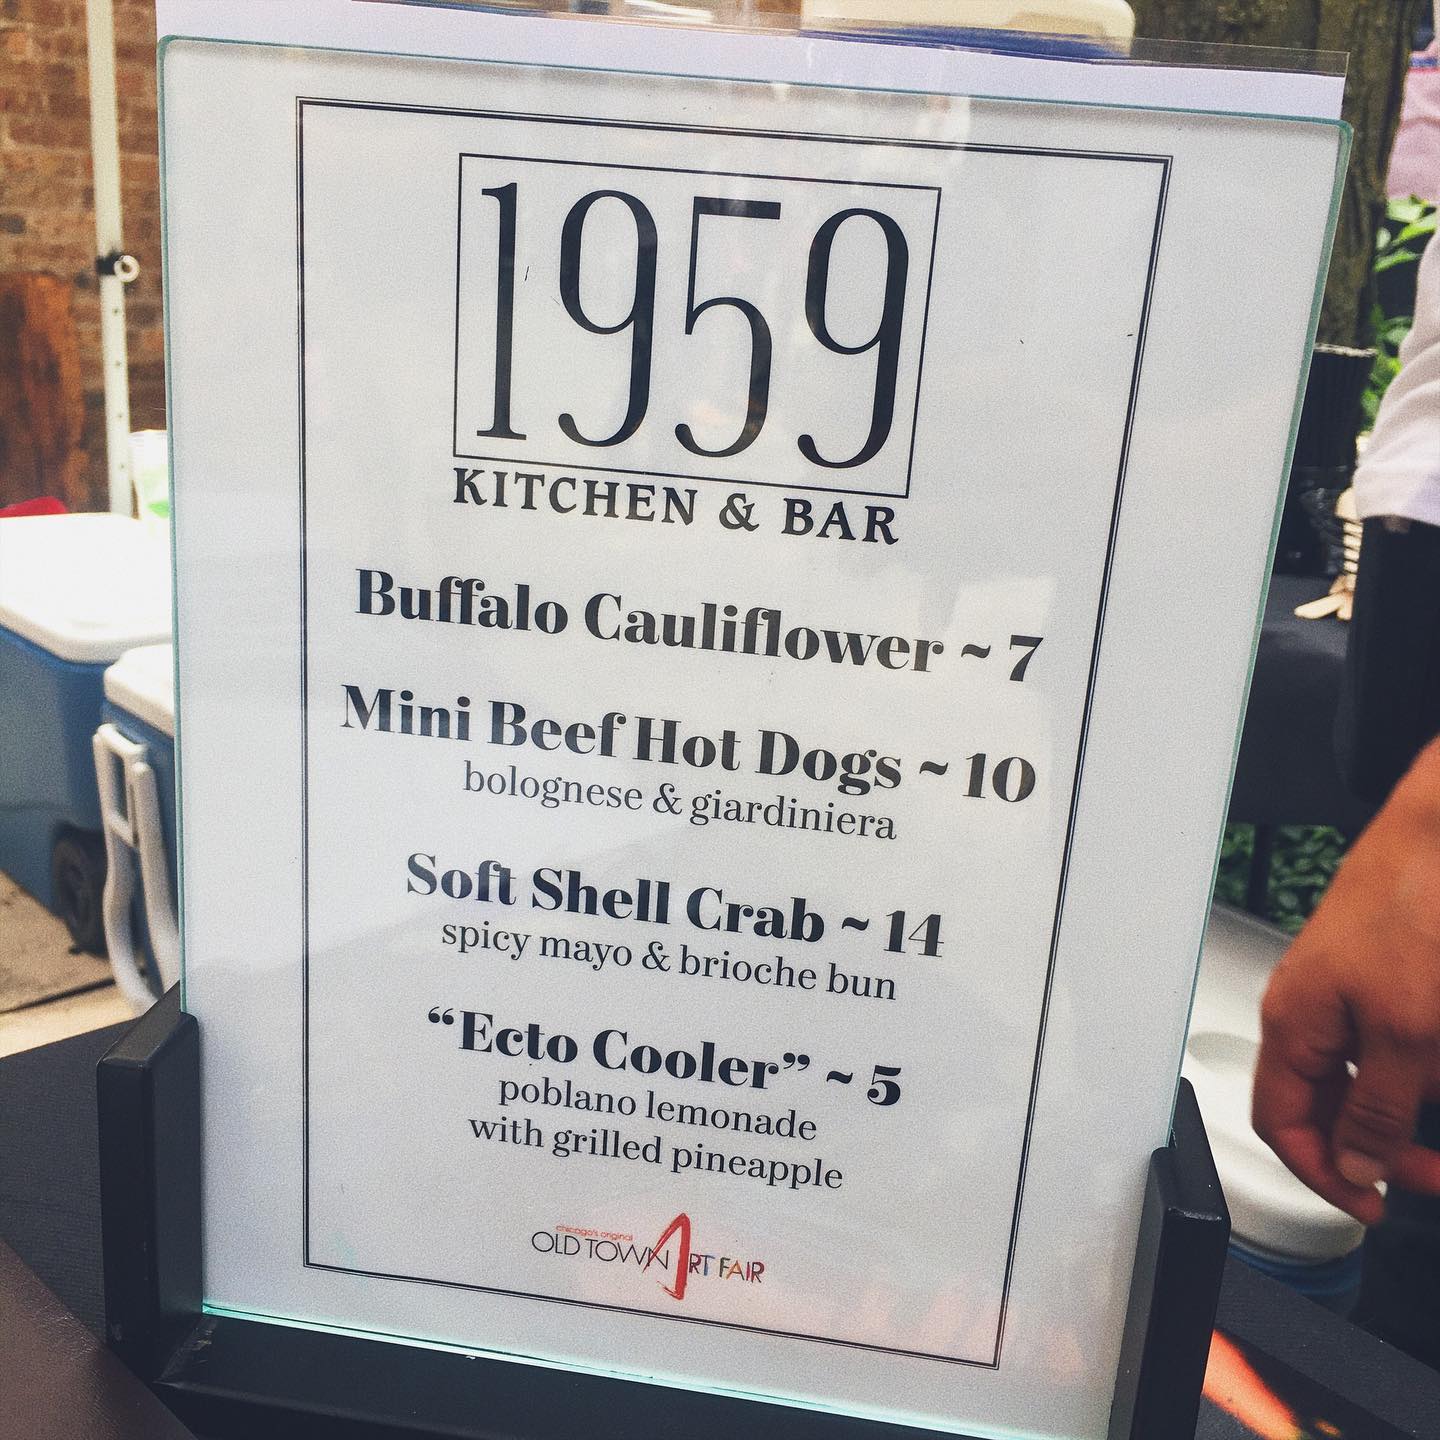 1959
KITCHEN & BAR
Buffalo Cauliflower ~ 7
Mini Beef Hot Dogs ~ 10
bolognese & giardiniera
Soft Shell Crab ~ 14
spicy mayo & brioche bun
“Ecto Cooler” ~ 5
poblano lemonade
with grilled pineapple
chicago's original
OLD TOWN ART FAIR